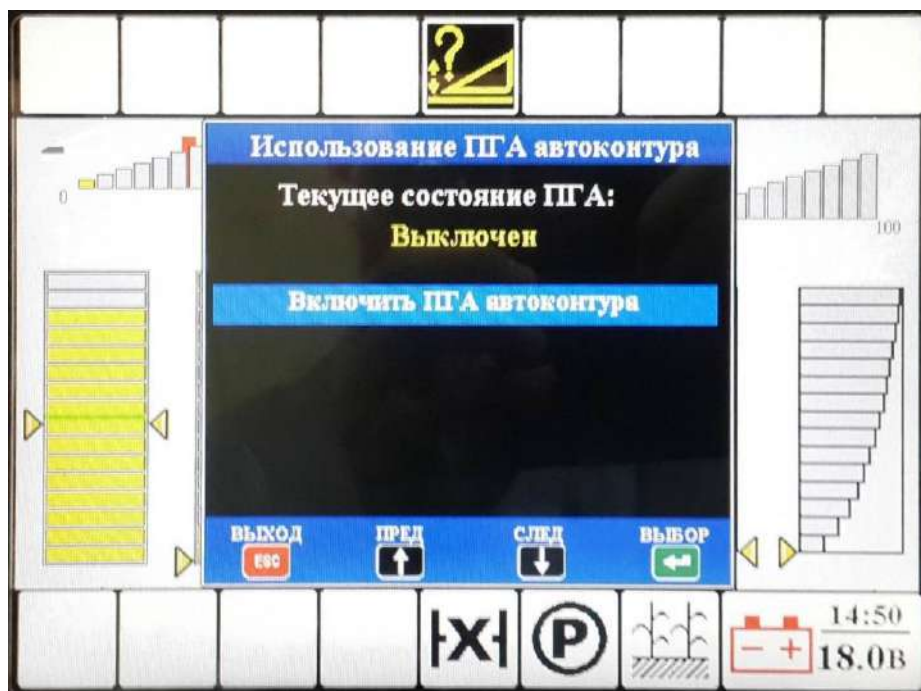 ?
Использование ПГА автоконтура
0
Текущее состояние ПГА:
Выключен
100
Включить ПГА автоконтура
ВЫХОД ПРЕД СЛЕД ВЫБОР
ESC
X P
14:50
18.0В